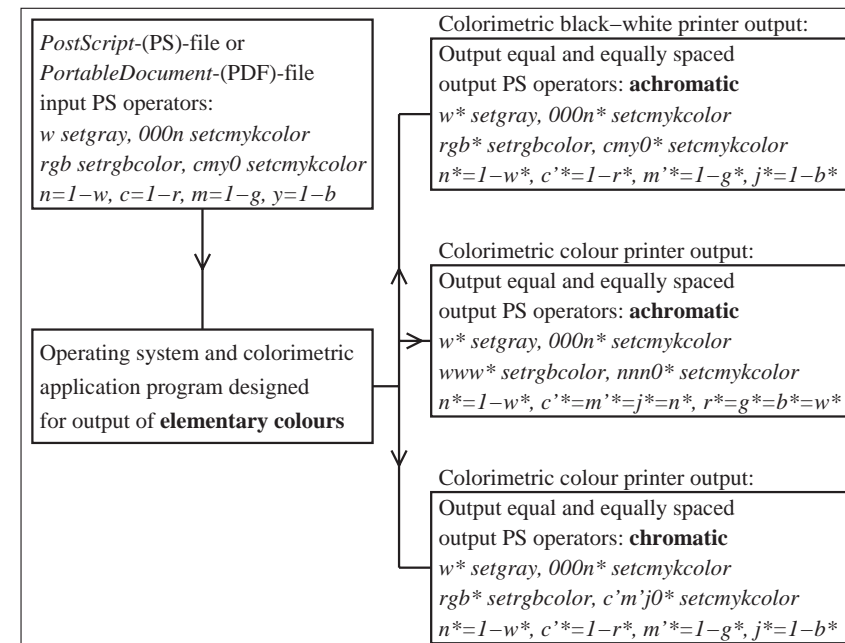 PostScript-(PS)-file or
PortableDocument-(PDF)-file
input PS operators:
w setgray, 000n setcmykcolor
rgb setrgbcolor, cmy0 setcmykcolor
n=1−w, c=1−r, m=1−g, y=1−b
Operating system and colorimetric
application program designed
for output of elementary colours
Colorimetric black−white printer output:
Output equal and equally spaced
output PS operators: achromatic
w* setgray, 000n* setcmykcolor
rgb* setrgbcolor, cmy0* setcmykcolor
n*=1−w*, c’*=1−r*, m’*=1−g*, j*=1−b*
Colorimetric colour printer output:
Output equal and equally spaced
output PS operators: achromatic
w* setgray, 000n* setcmykcolor
www* setrgbcolor, nnn0* setcmykcolor
n*=1−w*, c’*=m’*=j*=n*, r*=g*=b*=w*
Colorimetric colour printer output:
Output equal and equally spaced
output PS operators: chromatic
w* setgray, 000n* setcmykcolor
rgb* setrgbcolor, c’m’j0* setcmykcolor
n*=1−w*, c’*=1−r*, m’*=1−g*, j*=1−b*